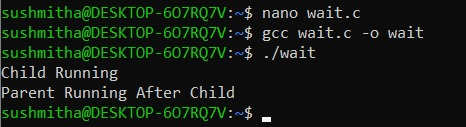 sushmitha@DESKTOP-6O7RQ7V:~$ nano wait.c
sushmitha@DESKTOP-6O7RQ7V:~$ gcc wait.c -o wait
sushmitha@DESKTOP-6O7RQ7V:~$ ./wait
Child Running
Parent Running After Child
sushmitha@DESKTOP-6O7RQ7V:~$